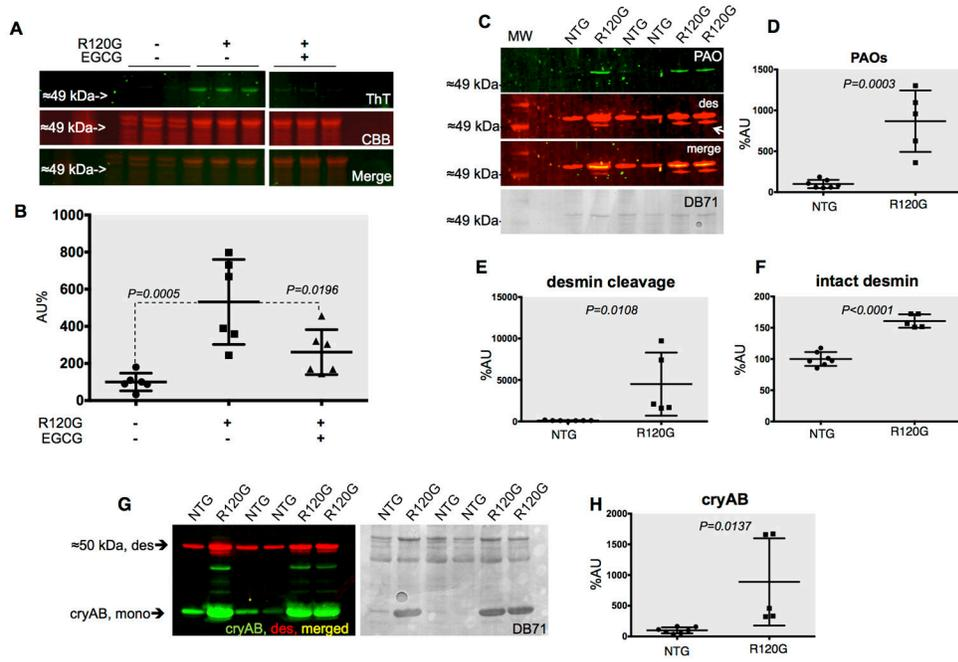 A
R120G - + +
EGCG - - +
≈49 kDa->
ThT
≈49 kDa->
CBB
≈49 kDa->
Merge
B
1000
800
600
400
200
0
AU%
P=0.0005
P=0.0196
R120G - + +
EGCG - - +
C
MW NTG R120G NTG NTG R120G R120G
PAO
≈49 kDa-
des
≈49 kDa-
merge
≈49 kDa-
DB71
≈49 kDa-
D
PAOs
1500
1000
500
0
%AU
P=0.0003
NTG R120G
E
desmin cleavage
15000
10000
5000
0
%AU
P=0.0108
NTG R120G
F
intact desmin
200
150
100
50
0
%AU
P<0.0001
NTG R120G
G
NTG R120G NTG NTG R120G R120G
NTG R120G NTG NTG R120G R120G
≈50 kDa, des➔
cryAB, mono➔
cryAB, des, merged
DB71
H
cryAB
2000
1500
1000
500
0
%AU
P=0.0137
NTG R120G